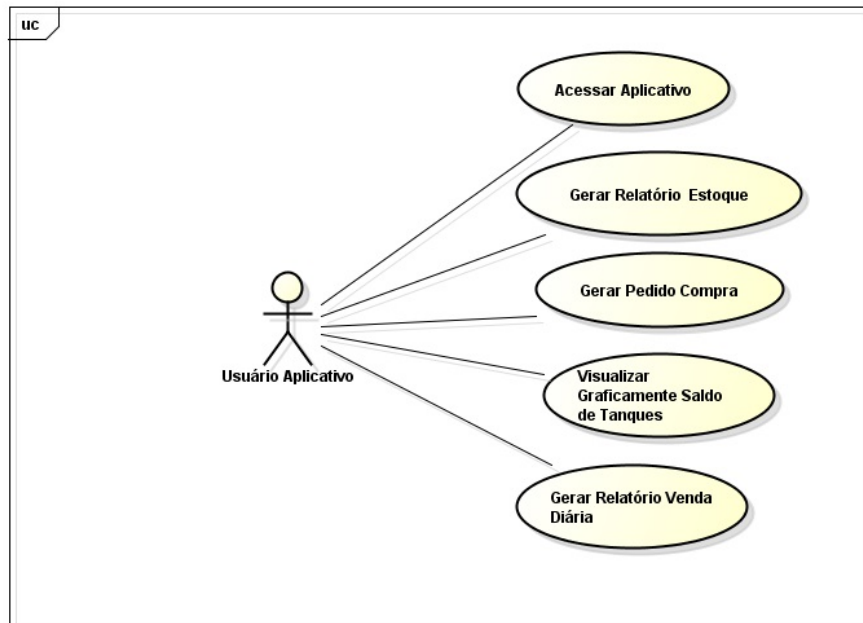 uc
Acessar Aplicativo
Gerar Relatório Estoque
Gerar Pedido Compra
Usuário Aplicativo
Visualizar
Graficamente Saldo
de Tanques
Gerar Relatório Venda
Diária